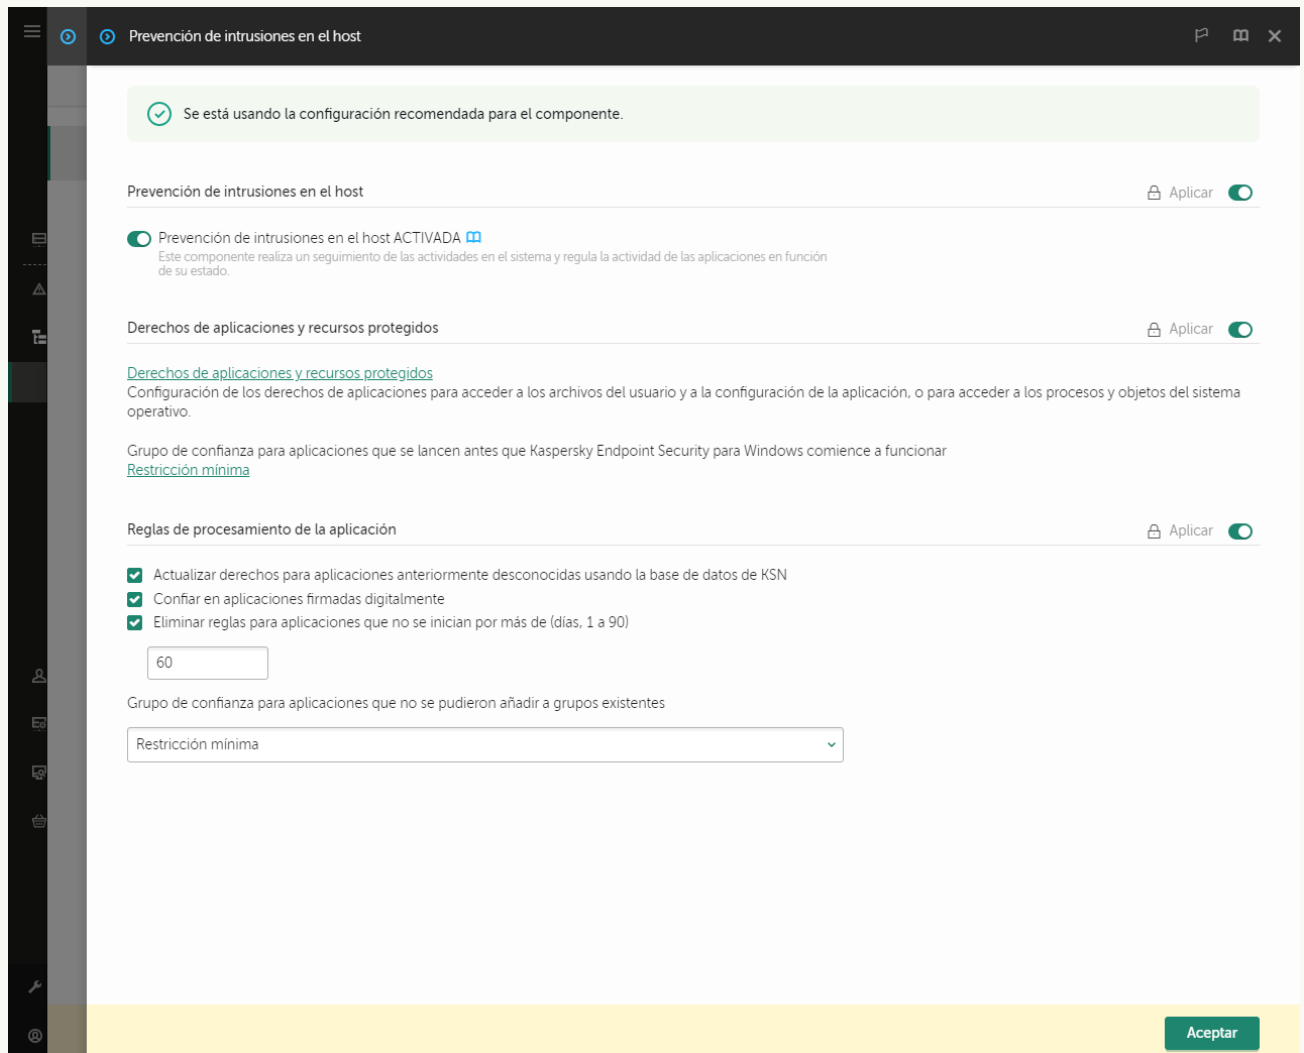 Prevención de intrusiones en el host
Se está usando la configuración recomendada para el componente.
Prevención de intrusiones en el host
Aplicar
Prevención de intrusiones en el host ACTIVADA
Este componente realiza un seguimiento de las actividades en el sistema y regula la actividad de las aplicaciones en función
de su estado.
Derechos de aplicaciones y recursos protegidos
Aplicar
Derechos de aplicaciones y recursos protegidos
Configuración de los derechos de aplicaciones para acceder a los archivos del usuario y a la configuración de la aplicación, o para acceder a los procesos y objetos del sistema
operativo.
Grupo de confianza para aplicaciones que se lancen antes que Kaspersky Endpoint Security para Windows comience a funcionar
Restricción mínima
Reglas de procesamiento de la aplicación
Aplicar
Actualizar derechos para aplicaciones anteriormente desconocidas usando la base de datos de KSN
Confiar en aplicaciones firmadas digitalmente
Eliminar reglas para aplicaciones que no se inician por más de (días, 1 a 90)
60
Grupo de confianza para aplicaciones que no se pudieron añadir a grupos existentes
Restricción mínima
Aceptar